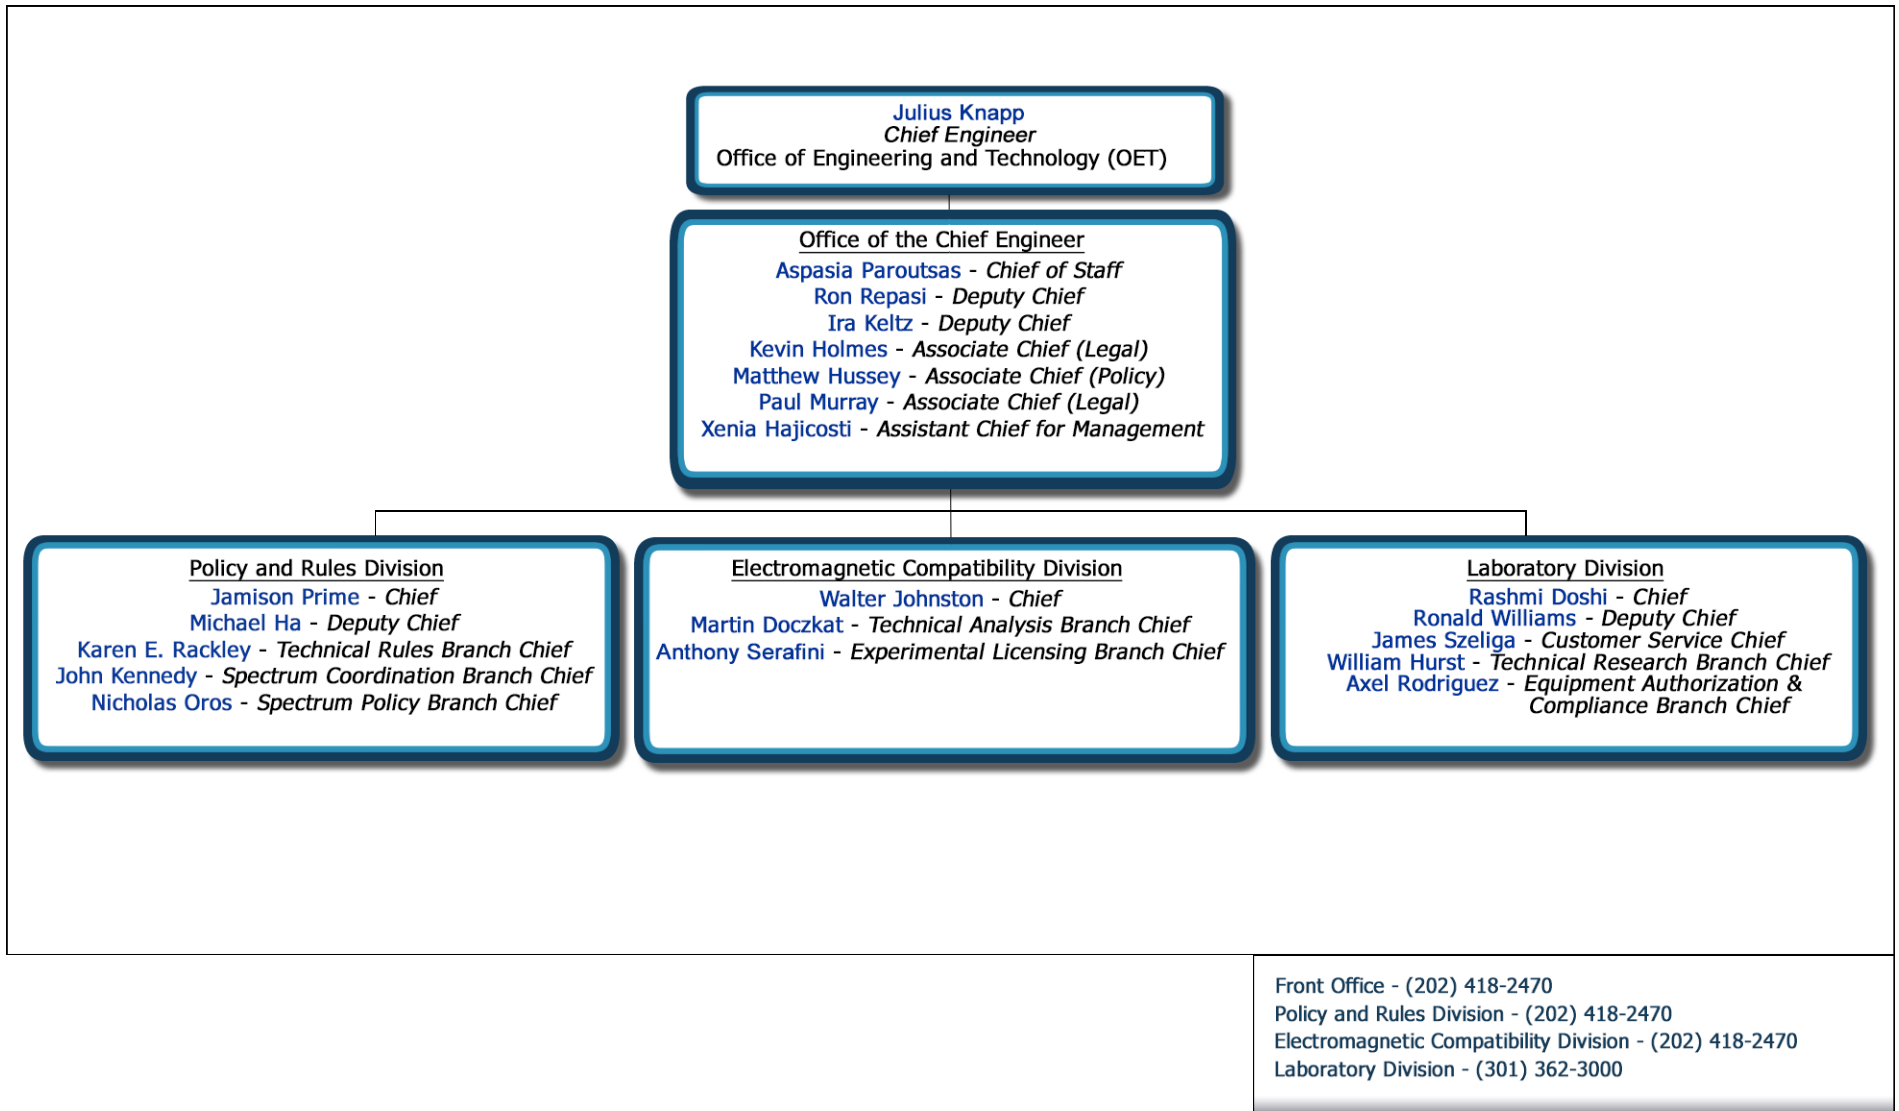 Julius Knapp
Chief Engineer
Office of Engineering and Technology (OET)
Office of the Chief Engineer
Aspasia Paroutsas - Chief of Staff
Ron Repasi - Deputy Chief
Ira Keltz - Deputy Chief
Kevin Holmes - Associate Chief (Legal)
Matthew Hussey - Associate Chief (Policy)
Paul Murray - Associate Chief (Legal)
Xenia Hajicosti - Assistant Chief for Management
Policy and Rules Division
Jamison Prime - Chief
Michael Ha - Deputy Chief
Karen E. Rackley - Technical Rules Branch Chief
John Kennedy - Spectrum Coordination Branch Chief
Nicholas Oros - Spectrum Policy Branch Chief
Electromagnetic Compatibility Division
Walter Johnston - Chief
Martin Doczkat - Technical Analysis Branch Chief
Anthony Serafini - Experimental Licensing Branch Chief
Laboratory Division
Rashmi Doshi - Chief
Ronald Williams - Deputy Chief
James Szeliga - Customer Service Chief
William Hurst - Technical Research Branch Chief
Axel Rodriguez - Equipment Authorization &
Compliance Branch Chief
Front Office - (202) 418-2470
Policy and Rules Division - (202) 418-2470
Electromagnetic Compatibility Division - (202) 418-2470
Laboratory Division - (301) 362-3000